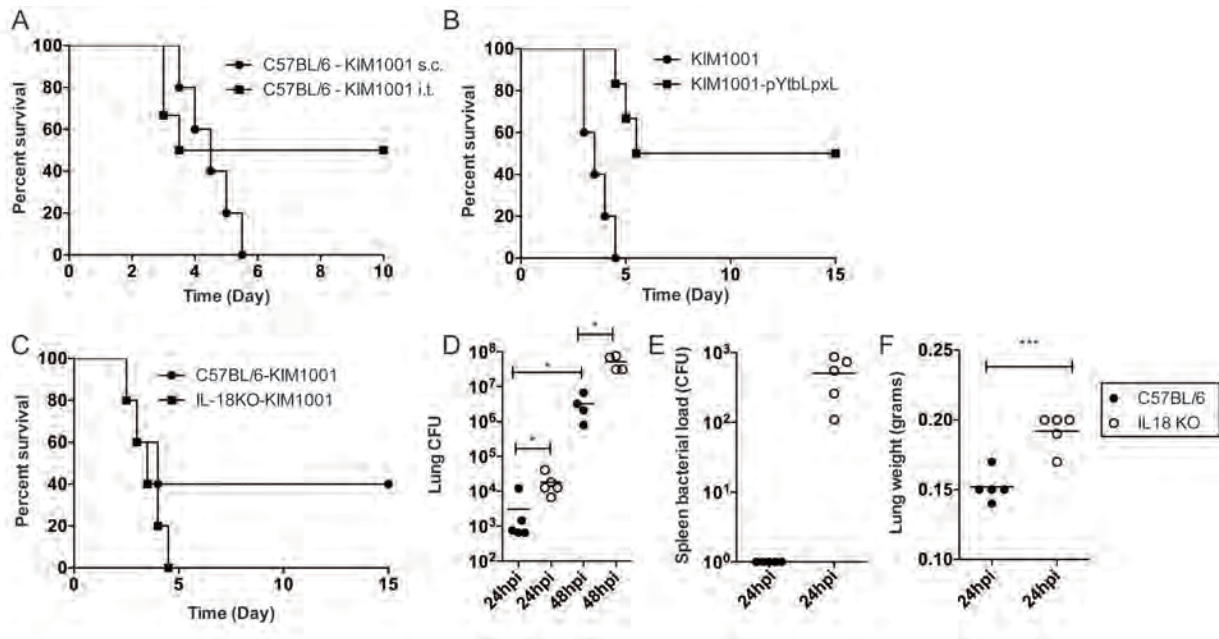 A
100
80
60
40
20
0
Percent survival
C57BL/6 - KIM1001 s.c.
C57BL/6 - KIM1001 i.t.
0 2 4 6 8 10
Time (Day)
B
100
80
60
40
20
0
Percent survival
KIM1001
KIM1001-pYtbLpxL
0 5 10 15
Time (Day)
C
100
80
60
40
20
0
Percent survival
C57BL/6-KIM1001
IL-18KO-KIM1001
0 5 10 15
Time (Day)
D
10⁸
10⁷
10⁶
10⁵
10⁴
10³
10²
Lung CFU
*
*
*
24hpi
24hpi
48hpi
48hpi
E
10³
10²
10¹
10⁰
Spleen bacterial load (CFU)
24hpi
24hpi
F
0.25
0.20
0.15
0.10
Lung weight (grams)
***
24hpi
24hpi
C57BL/6
IL18 KO